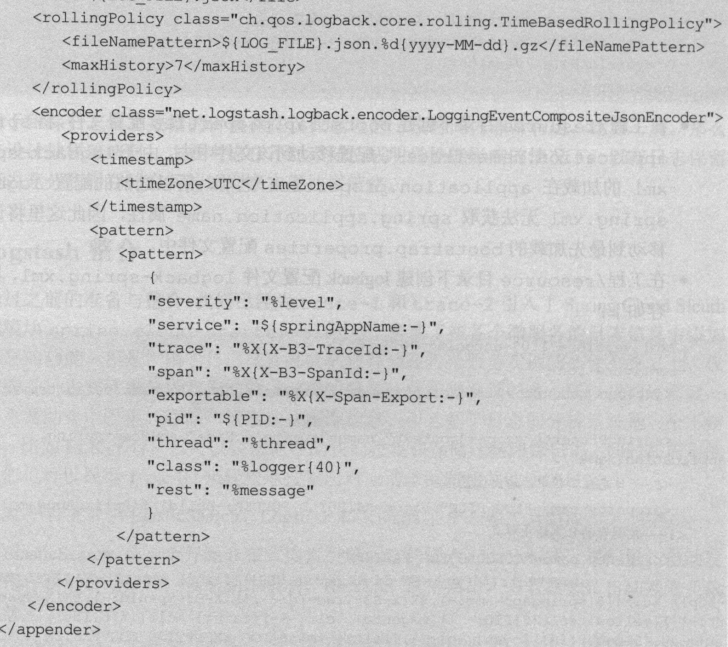 <rollingPolicy class="ch.qos.logback.core.rolling.TimeBasedRollingPolicy">
<fileNamePattern>${LOG_FILE}.json.%d{yyyy-MM-dd}.gz</fileNamePattern>
<maxHistory>7</maxHistory>
</rollingPolicy>
<encoder class="net.logstash.logback.encoder.LoggingEventCompositeJsonEncoder">
<providers>
<timestamp>
<timeZone>UTC</timeZone>
</timestamp>
<pattern>
<pattern>
{
"severity": "%level",
"service": "${springAppName:-}",
"trace": "%X{X-B3-TraceId:-}",
"span": "%X{X-B3-SpanId:-}",
"exportable": "%X{X-Span-Export:-}",
"pid": "${PID:-}",
"thread": "%thread",
"class": "%logger{40}",
"rest": "%message"
}
</pattern>
</pattern>
</providers>
</encoder>
</appender>